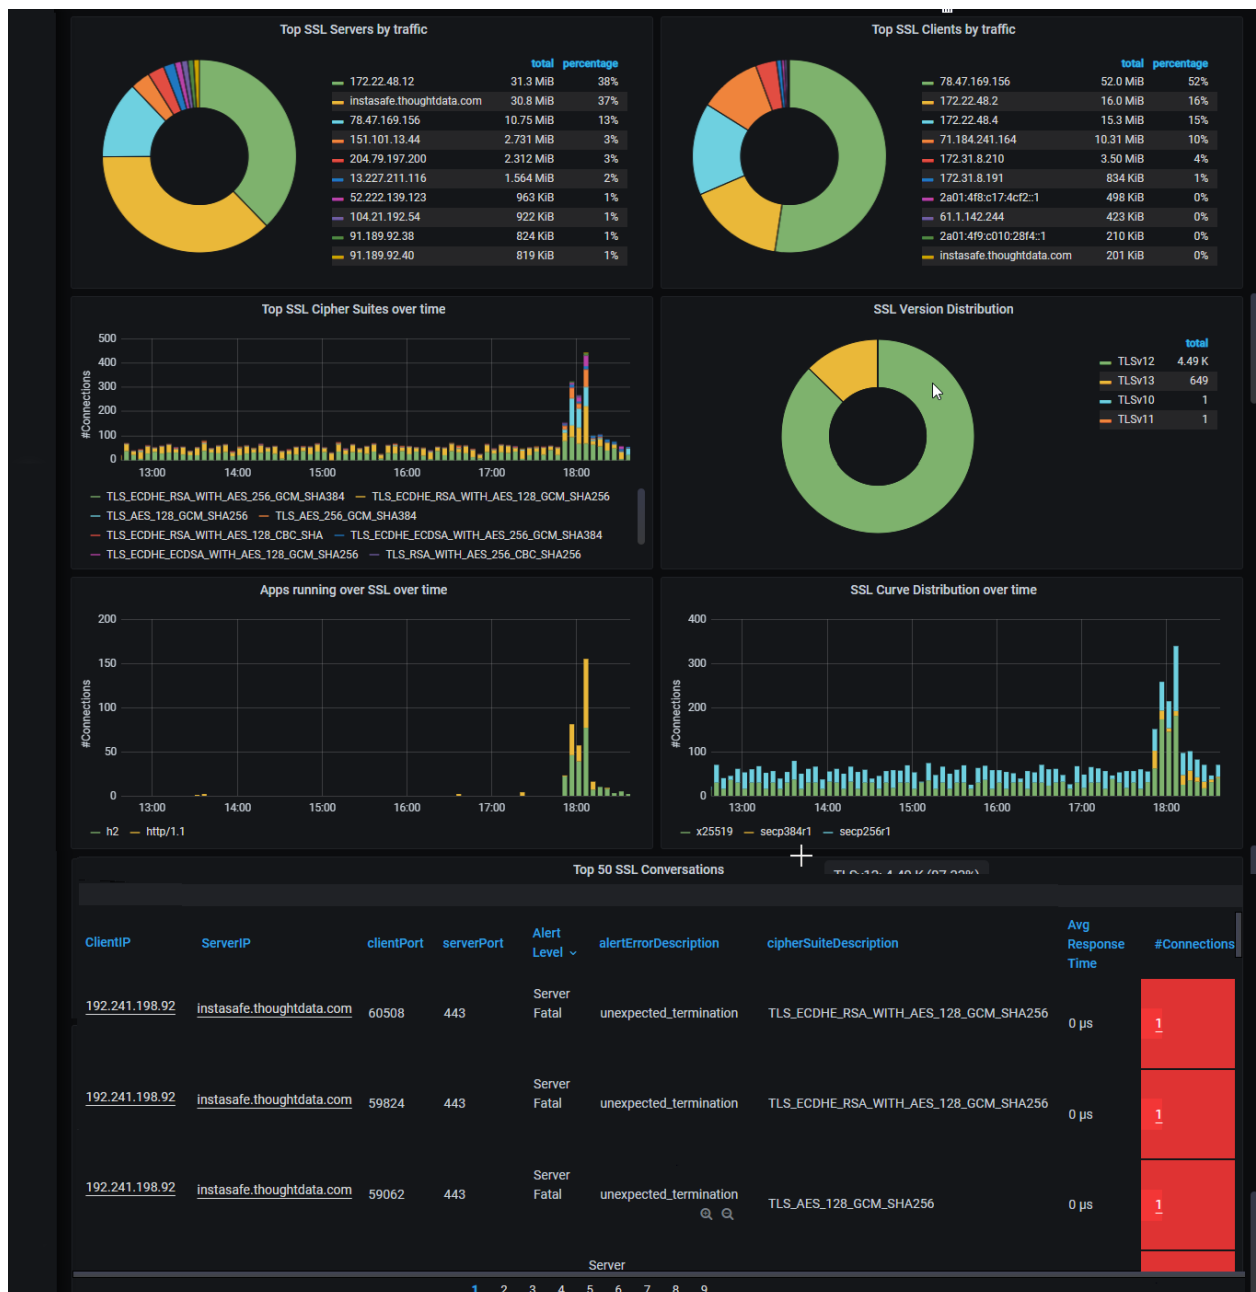 Top SSL Servers by traffic
total percentage
172.22.48.12 31.3 MiB 38%
instasafe.thoughtdata.com 30.8 MiB 37%
78.47.169.156 10.75 MiB 13%
151.101.13.44 2.731 MiB 3%
204.79.197.200 2.312 MiB 3%
13.227.211.116 1.564 MiB 2%
52.222.139.123 963 KiB 1%
104.21.192.54 922 KiB 1%
91.189.92.38 824 KiB 1%
91.189.92.40 819 KiB 1%
Top SSL Clients by traffic
total percentage
78.47.169.156 52.0 MiB 52%
172.22.48.2 16.0 MiB 16%
172.22.48.4 15.3 MiB 15%
71.184.241.164 10.31 MiB 10%
172.31.8.210 3.50 MiB 4%
172.31.8.191 834 KiB 1%
2a01:4f8:c17:4cf2::1 498 KiB 0%
61.1.142.244 423 KiB 0%
2a01:4f9:c010:28f4::1 210 KiB 0%
instasafe.thoughtdata.com 201 KiB 0%
Top SSL Cipher Suites over time
#Connections
500
400
300
200
100
0
13:00 14:00 15:00 16:00 17:00 18:00
TLS_ECDHE_RSA_WITH_AES_256_GCM_SHA384 TLS_ECDHE_RSA_WITH_AES_128_GCM_SHA256
TLS_AES_128_GCM_SHA256 TLS_AES_256_GCM_SHA384
TLS_ECDHE_RSA_WITH_AES_128_CBC_SHA TLS_ECDHE_ECDSA_WITH_AES_256_GCM_SHA384
TLS_ECDHE_ECDSA_WITH_AES_128_GCM_SHA256 TLS_RSA_WITH_AES_256_CBC_SHA256
SSL Version Distribution
total
TLSv12 4.49 K
TLSv13 649
TLSv10 1
TLSv11 1
Apps running over SSL over time
#Connections
200
150
100
50
0
13:00 14:00 15:00 16:00 17:00 18:00
h2 http/1.1
SSL Curve Distribution over time
#Connections
400
300
200
100
0
13:00 14:00 15:00 16:00 17:00 18:00
x25519 secp384r1 secp256r1
Top 50 SSL Conversations
TLSv12: 4.49 K (87.33%)
ClientIP ServerIP clientPort serverPort Alert Level alertErrorDescription cipherSuiteDescription Avg Response Time #Connections
192.241.198.92 instasafe.thoughtdata.com 60508 443 Server Fatal unexpected_termination TLS_ECDHE_RSA_WITH_AES_128_GCM_SHA256 0 µs 1
192.241.198.92 instasafe.thoughtdata.com 59824 443 Server Fatal unexpected_termination TLS_ECDHE_RSA_WITH_AES_128_GCM_SHA256 0 µs 1
192.241.198.92 instasafe.thoughtdata.com 59062 443 Server Fatal unexpected_termination TLS_AES_128_GCM_SHA256 0 µs 1
Server
1 2 3 4 5 6 7 8 9